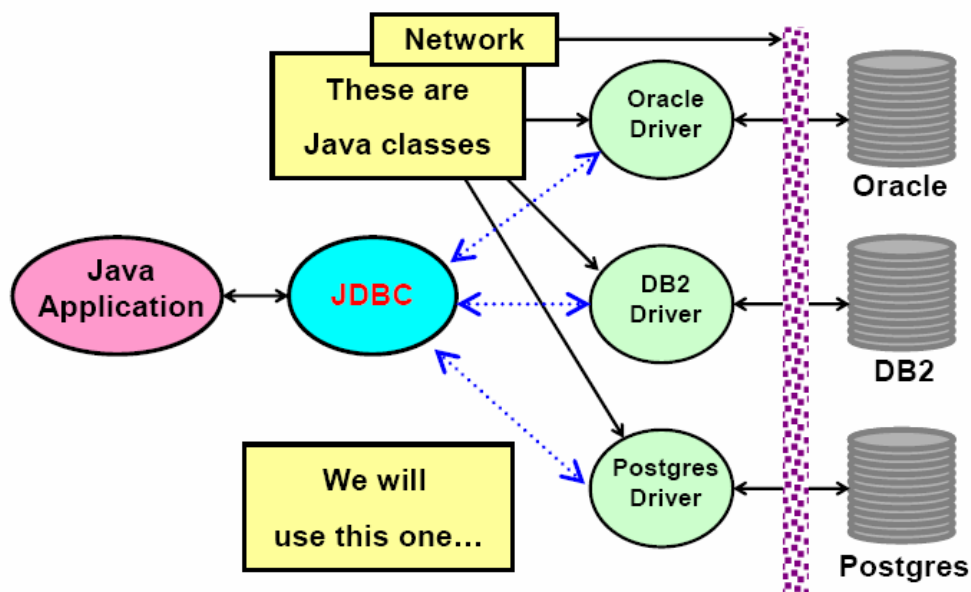 Network
These are
Java classes
Oracle
Driver
Oracle
Java
Application
JDBC
DB2
Driver
DB2
We will
use this one…
Postgres
Driver
Postgres